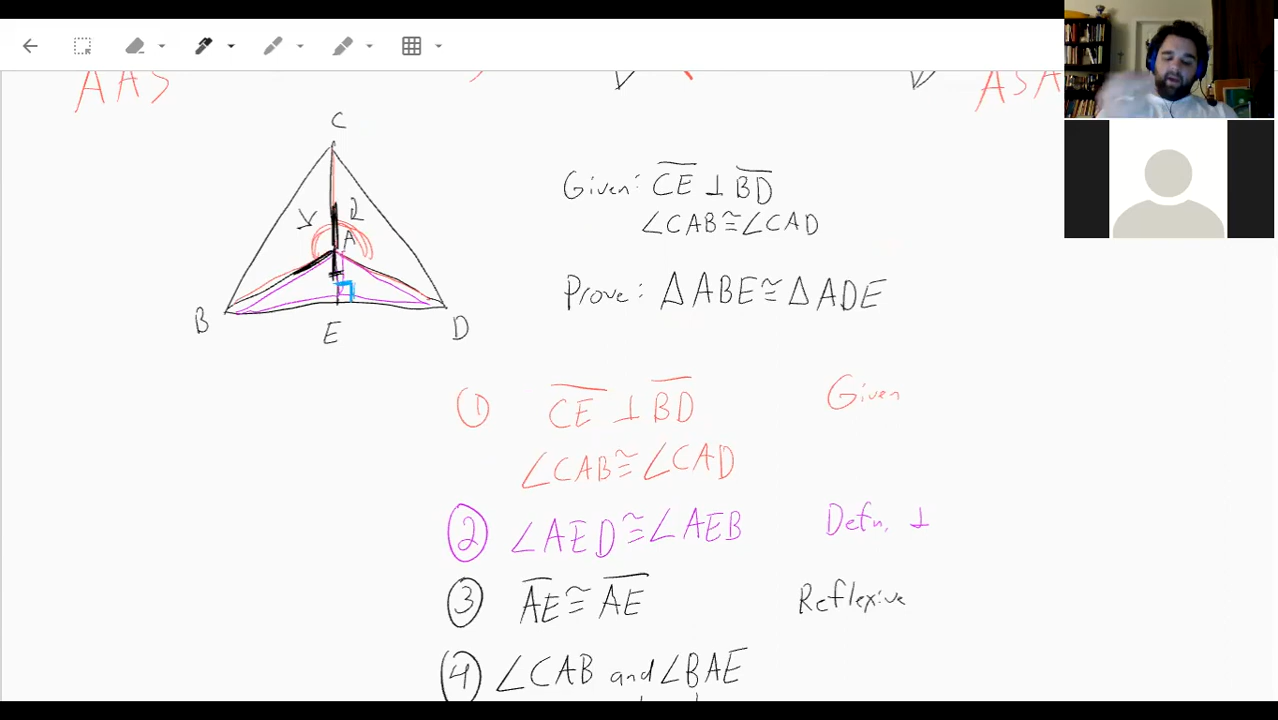 AAS
ASA
C
A
B
E
D
Given: CE ⊥ BD
∠CAB ≅ ∠CAD
Prove: △ABE ≅ △ADE
① CE ⊥ BD Given
∠CAB ≅ ∠CAD
② ∠AED ≅ ∠AEB Defn. ⊥
③ AE ≅ AE Reflexive
④ ∠CAB and ∠BAE